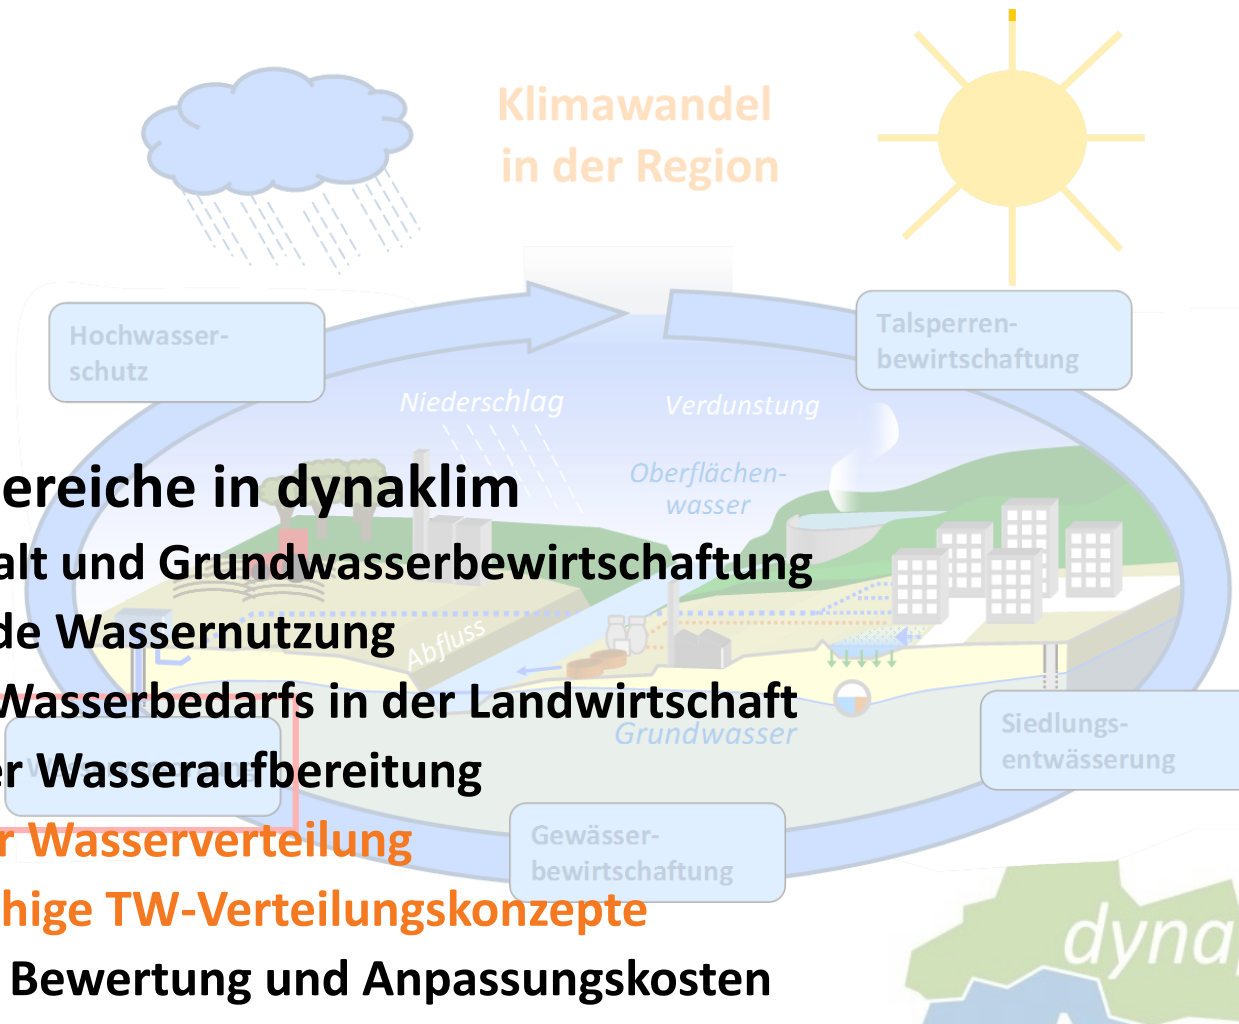 Klimawandel
in der Region
Hochwasser-
schutz
Talsperren-
bewirtschaftung
Niederschlag
Verdunstung
Oberflächen-
wasser
ereiche in dynaklim
alt und Grundwasserbewirtschaftung
de Wassernutzung
Abfluss
Wasserbedarfs in der Landwirtschaft
Grundwasser
Siedlungs-
entwässerung
er Wasseraufbereitung
r Wasserverteilung
Gewässer-
bewirtschaftung
hige TW-Verteilungskonzepte
dyna
Bewertung und Anpassungskosten